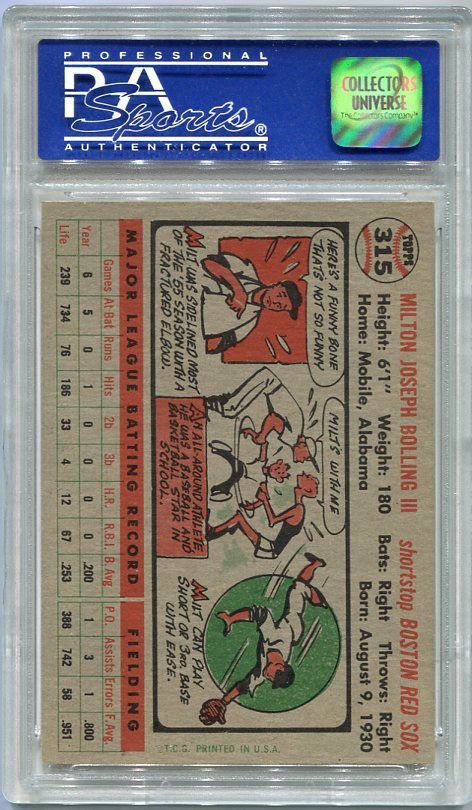 PROFESSIONAL
PSA
Sports®
AUTHENTICATOR
COLLECTORS
UNIVERSE
The Collectors Company™
TOPPS
315
MILTON JOSEPH BOLLING III shortstop BOSTON RED SOX
Height: 6'1" Weight: 180 Bats: Right Throws: Right
Home: Mobile, Alabama Born: August 9, 1930
HERE'S A FUNNY BONE
THAT'S NOT SO FUNNY
MILT WAS SIDELINED MOST
OF THE '55 SEASON WITH A
FRACTURED ELBOW.
MILT'S WITH ME
AN ALL-AROUND ATHLETE
HE WAS A BASEBALL AND
BASKETBALL STAR IN
SCHOOL.
MILT CAN PLAY
SHORT OR 3RD BASE
WITH EASE.
T.C.G. PRINTED IN U.S.A.
MAJOR LEAGUE BATTING RECORD FIELDING
Games At.Bat Runs Hits 2b 3b H.R. R.B.I. B.Avg. P.O. Assists Errors F.Avg.
Year 6 5 0 1 0 0 0 0 .200 1 3 1 .800
Life 239 734 76 186 33 4 12 67 .253 388 742 58 .951